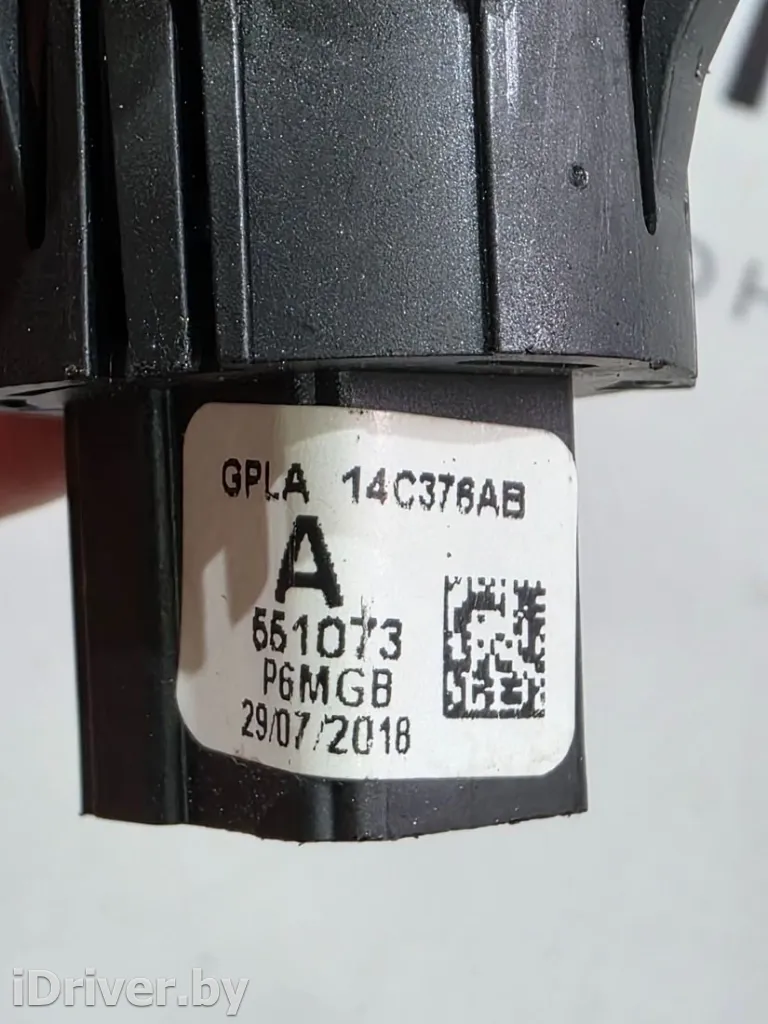 GPLA 14C376AB
A
551073
P6MGB
29/07/2018
iDriver.by